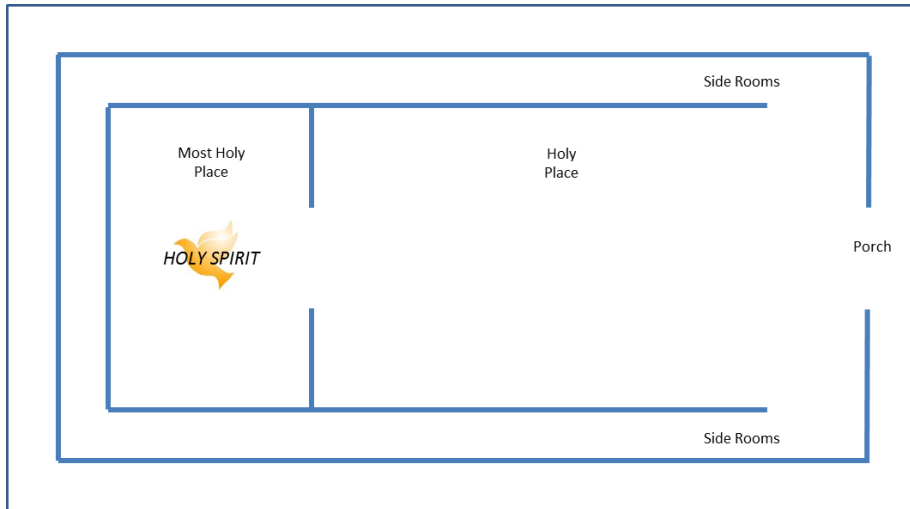 Side Rooms
Most Holy
Place
Holy
Place
HOLY SPIRIT
Porch
Side Rooms